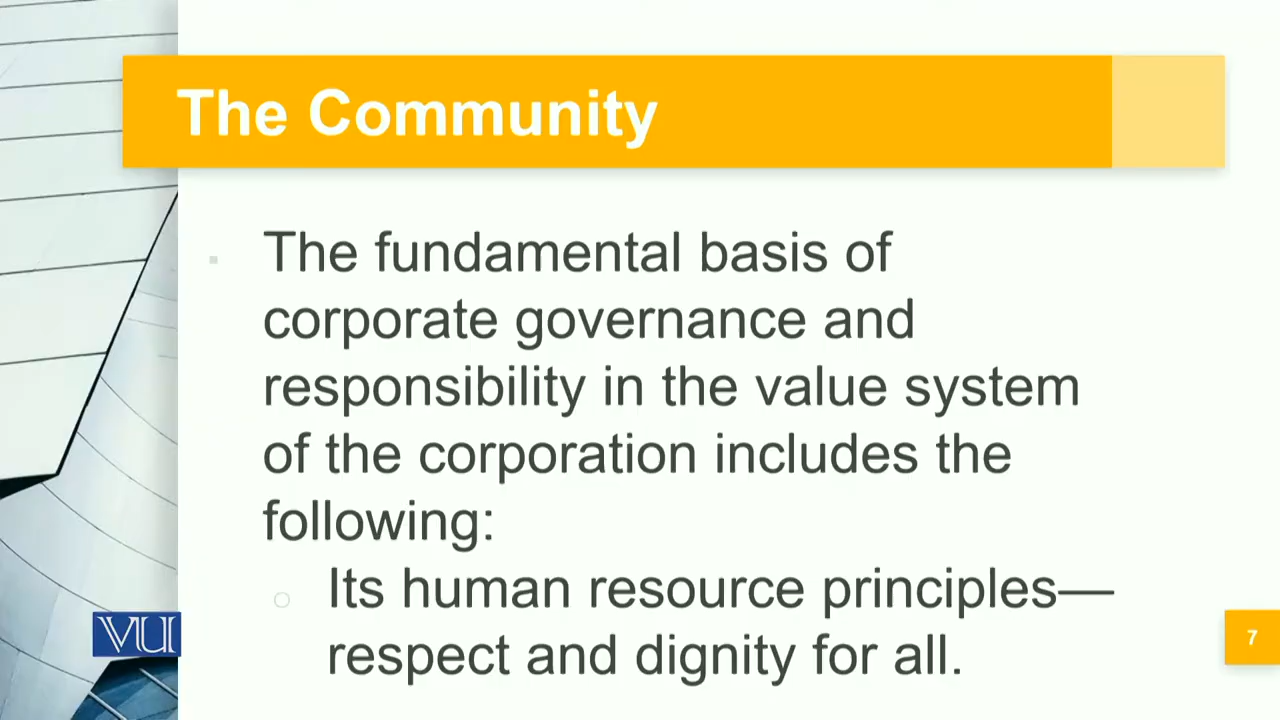 The Community
The fundamental basis of
corporate governance and
responsibility in the value system
of the corporation includes the
following:
Its human resource principles—
respect and dignity for all.
VU
7